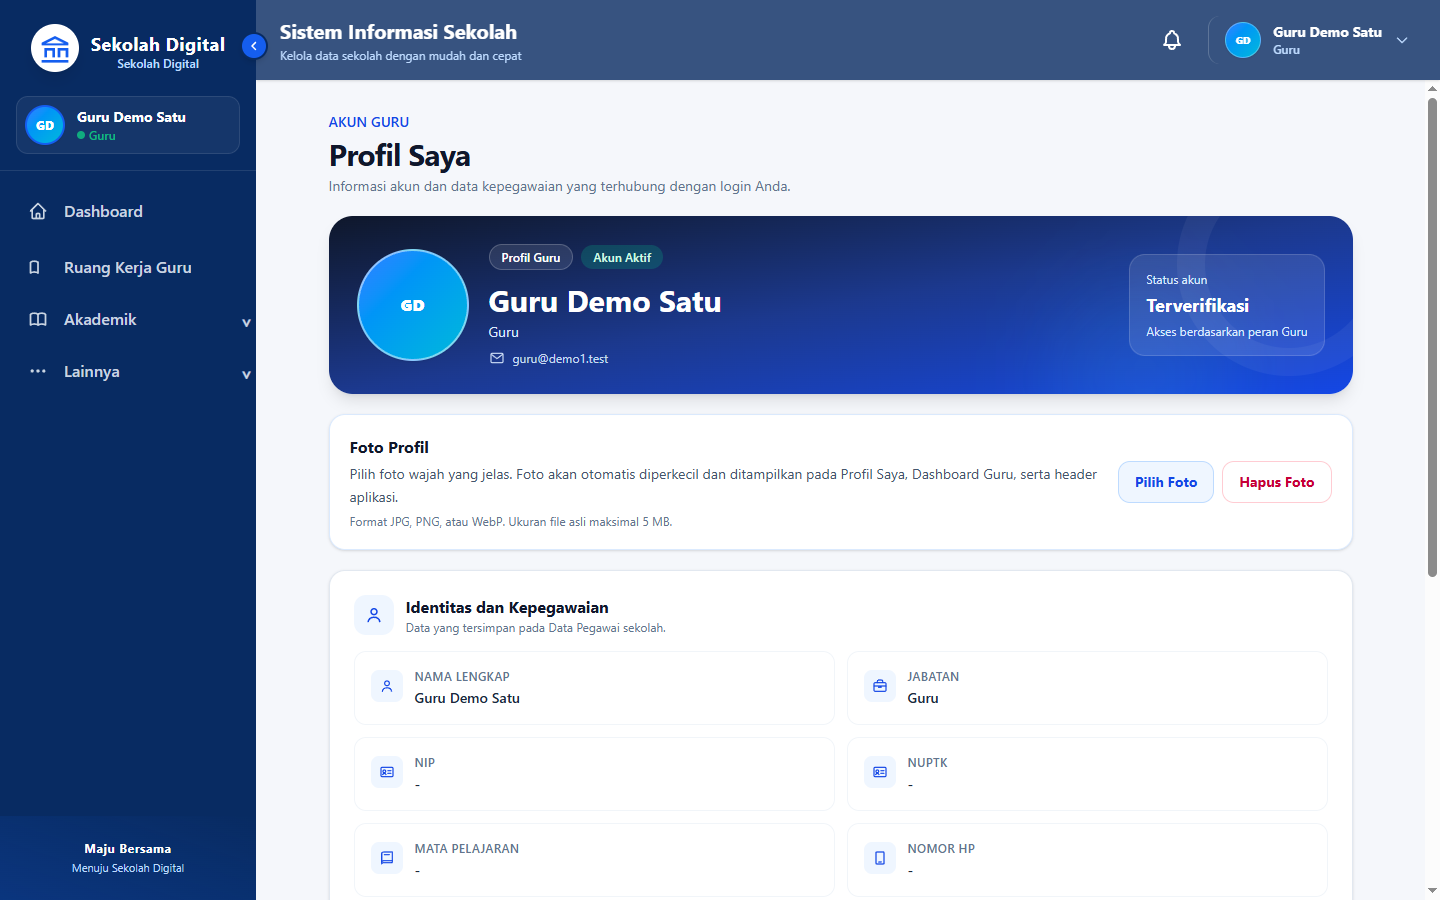 Sekolah Digital
Sekolah Digital
GD
Guru Demo Satu
Guru
Dashboard
Ruang Kerja Guru
Akademik
Lainnya
Maju Bersama
Menuju Sekolah Digital
Sistem Informasi Sekolah
Kelola data sekolah dengan mudah dan cepat
GD
Guru Demo Satu
Guru
AKUN GURU
Profil Saya
Informasi akun dan data kepegawaian yang terhubung dengan login Anda.
GD
Profil Guru
Akun Aktif
Guru Demo Satu
Guru
guru@demo1.test
Status akun
Terverifikasi
Akses berdasarkan peran Guru
Foto Profil
Pilih foto wajah yang jelas. Foto akan otomatis diperkecil dan ditampilkan pada Profil Saya, Dashboard Guru, serta header
aplikasi.
Format JPG, PNG, atau WebP. Ukuran file asli maksimal 5 MB.
Pilih Foto
Hapus Foto
Identitas dan Kepegawaian
Data yang tersimpan pada Data Pegawai sekolah.
NAMA LENGKAP
Guru Demo Satu
JABATAN
Guru
NIP
-
NUPTK
-
MATA PELAJARAN
-
NOMOR HP
-